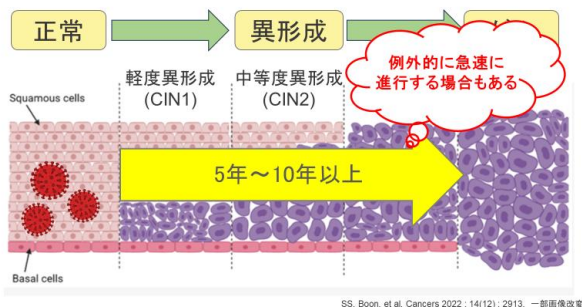 正常
異形成
例外的に急速に
進行する場合もある
軽度異形成
(CIN1)
中等度異形成
(CIN2)
Squamous cells
5年～10年以上
Basal cells
SS. Boon, et al. Cancers 2022 ; 14(12) : 2913. 一部画像改変